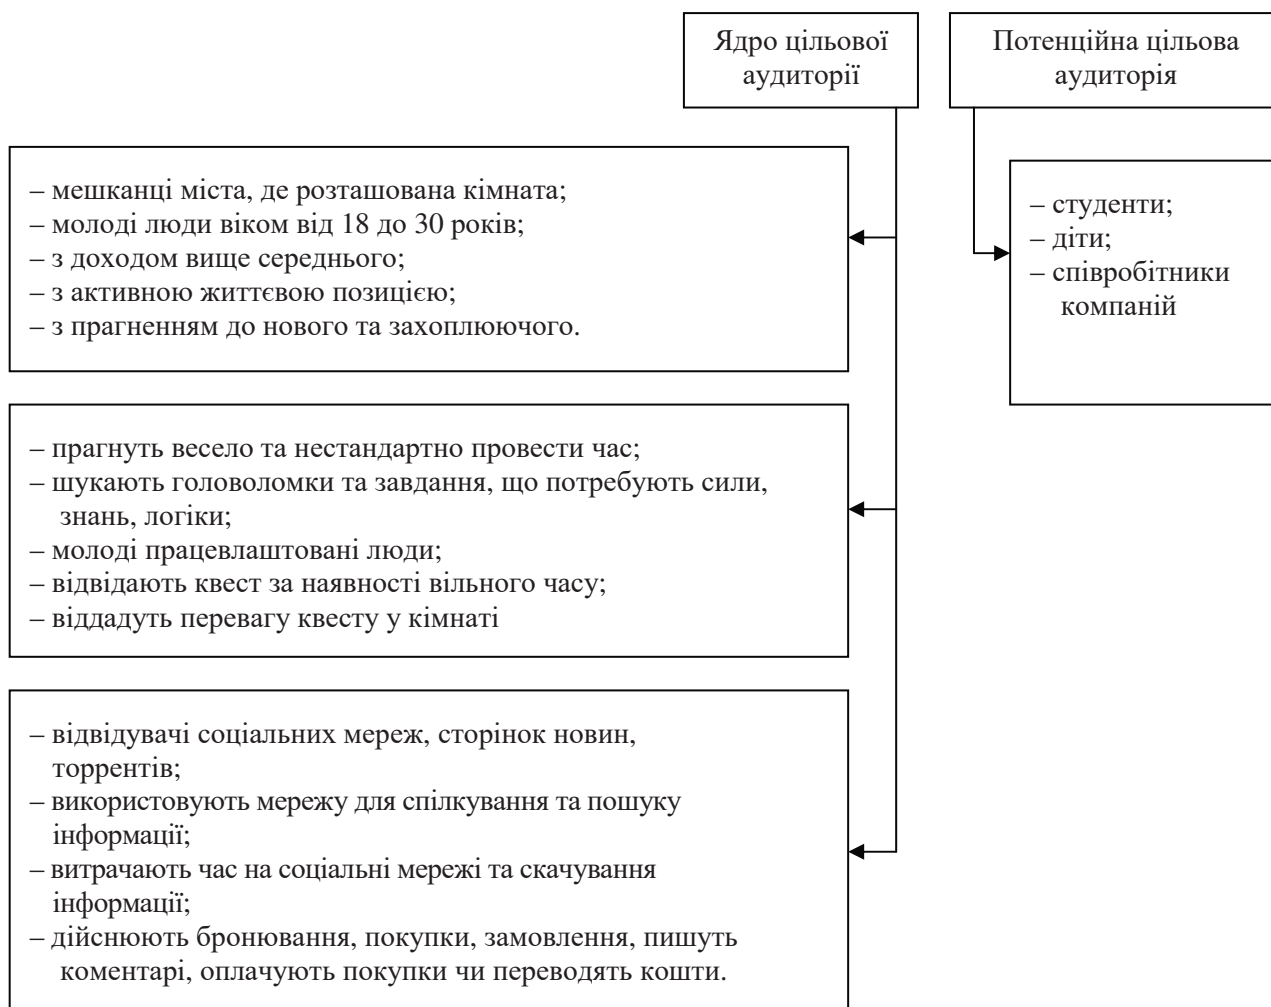 Ядро цільової
аудиторії
Потенційна цільова
аудиторія
– мешканці міста, де розташована кімната;
– молоді люди віком від 18 до 30 років;
– з доходом вище середнього;
– з активною життєвою позицією;
– з прагненням до нового та захоплюючого.
– студенти;
– діти;
– співробітники
компаній
– прагнуть весело та нестандартно провести час;
– шукають головоломки та завдання, що потребують сили,
знань, логіки;
– молоді працевлаштовані люди;
– відвідають квест за наявності вільного часу;
– віддадуть перевагу квесту у кімнаті
– відвідувачі соціальних мереж, сторінок новин,
торрентів;
– використовують мережу для спілкування та пошуку
інформації;
– витрачають час на соціальні мережі та скачування
інформації;
– дійснюють бронювання, покупки, замовлення, пишуть
коментарі, оплачують покупки чи переводять кошти.